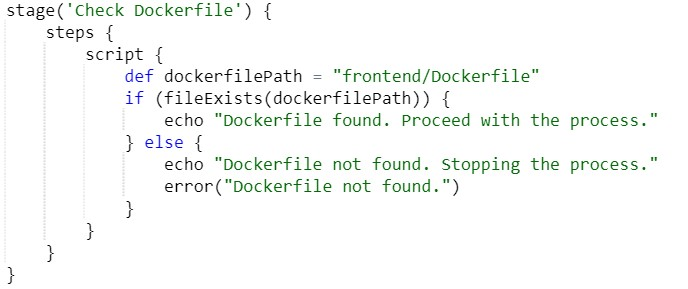 stage('Check Dockerfile') {
    steps {
        script {
            def dockerfilePath = "frontend/Dockerfile"
            if (fileExists(dockerfilePath)) {
                echo "Dockerfile found. Proceed with the process."
            } else {
                echo "Dockerfile not found. Stopping the process."
                error("Dockerfile not found.")
            }
        }
    }
}